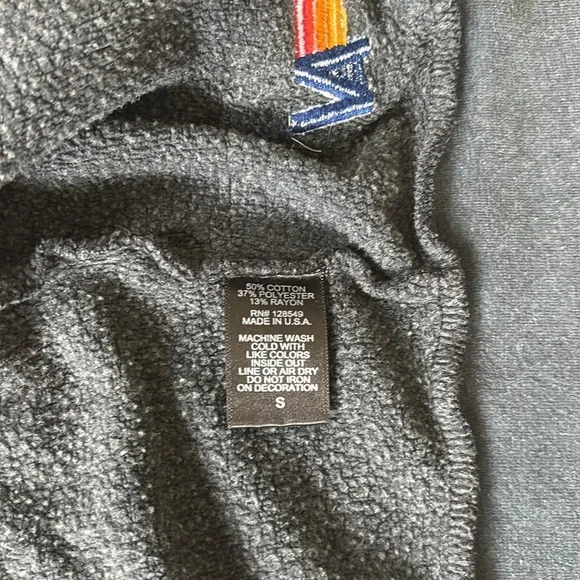 50% COTTON
37% POLYESTER
13% RAYON
RN# 128549
MADE IN U.S.A.
MACHINE WASH
COLD WITH
LIKE COLORS
INSIDE OUT
LINE OR AIR DRY
DO NOT IRON
ON DECORATION
S